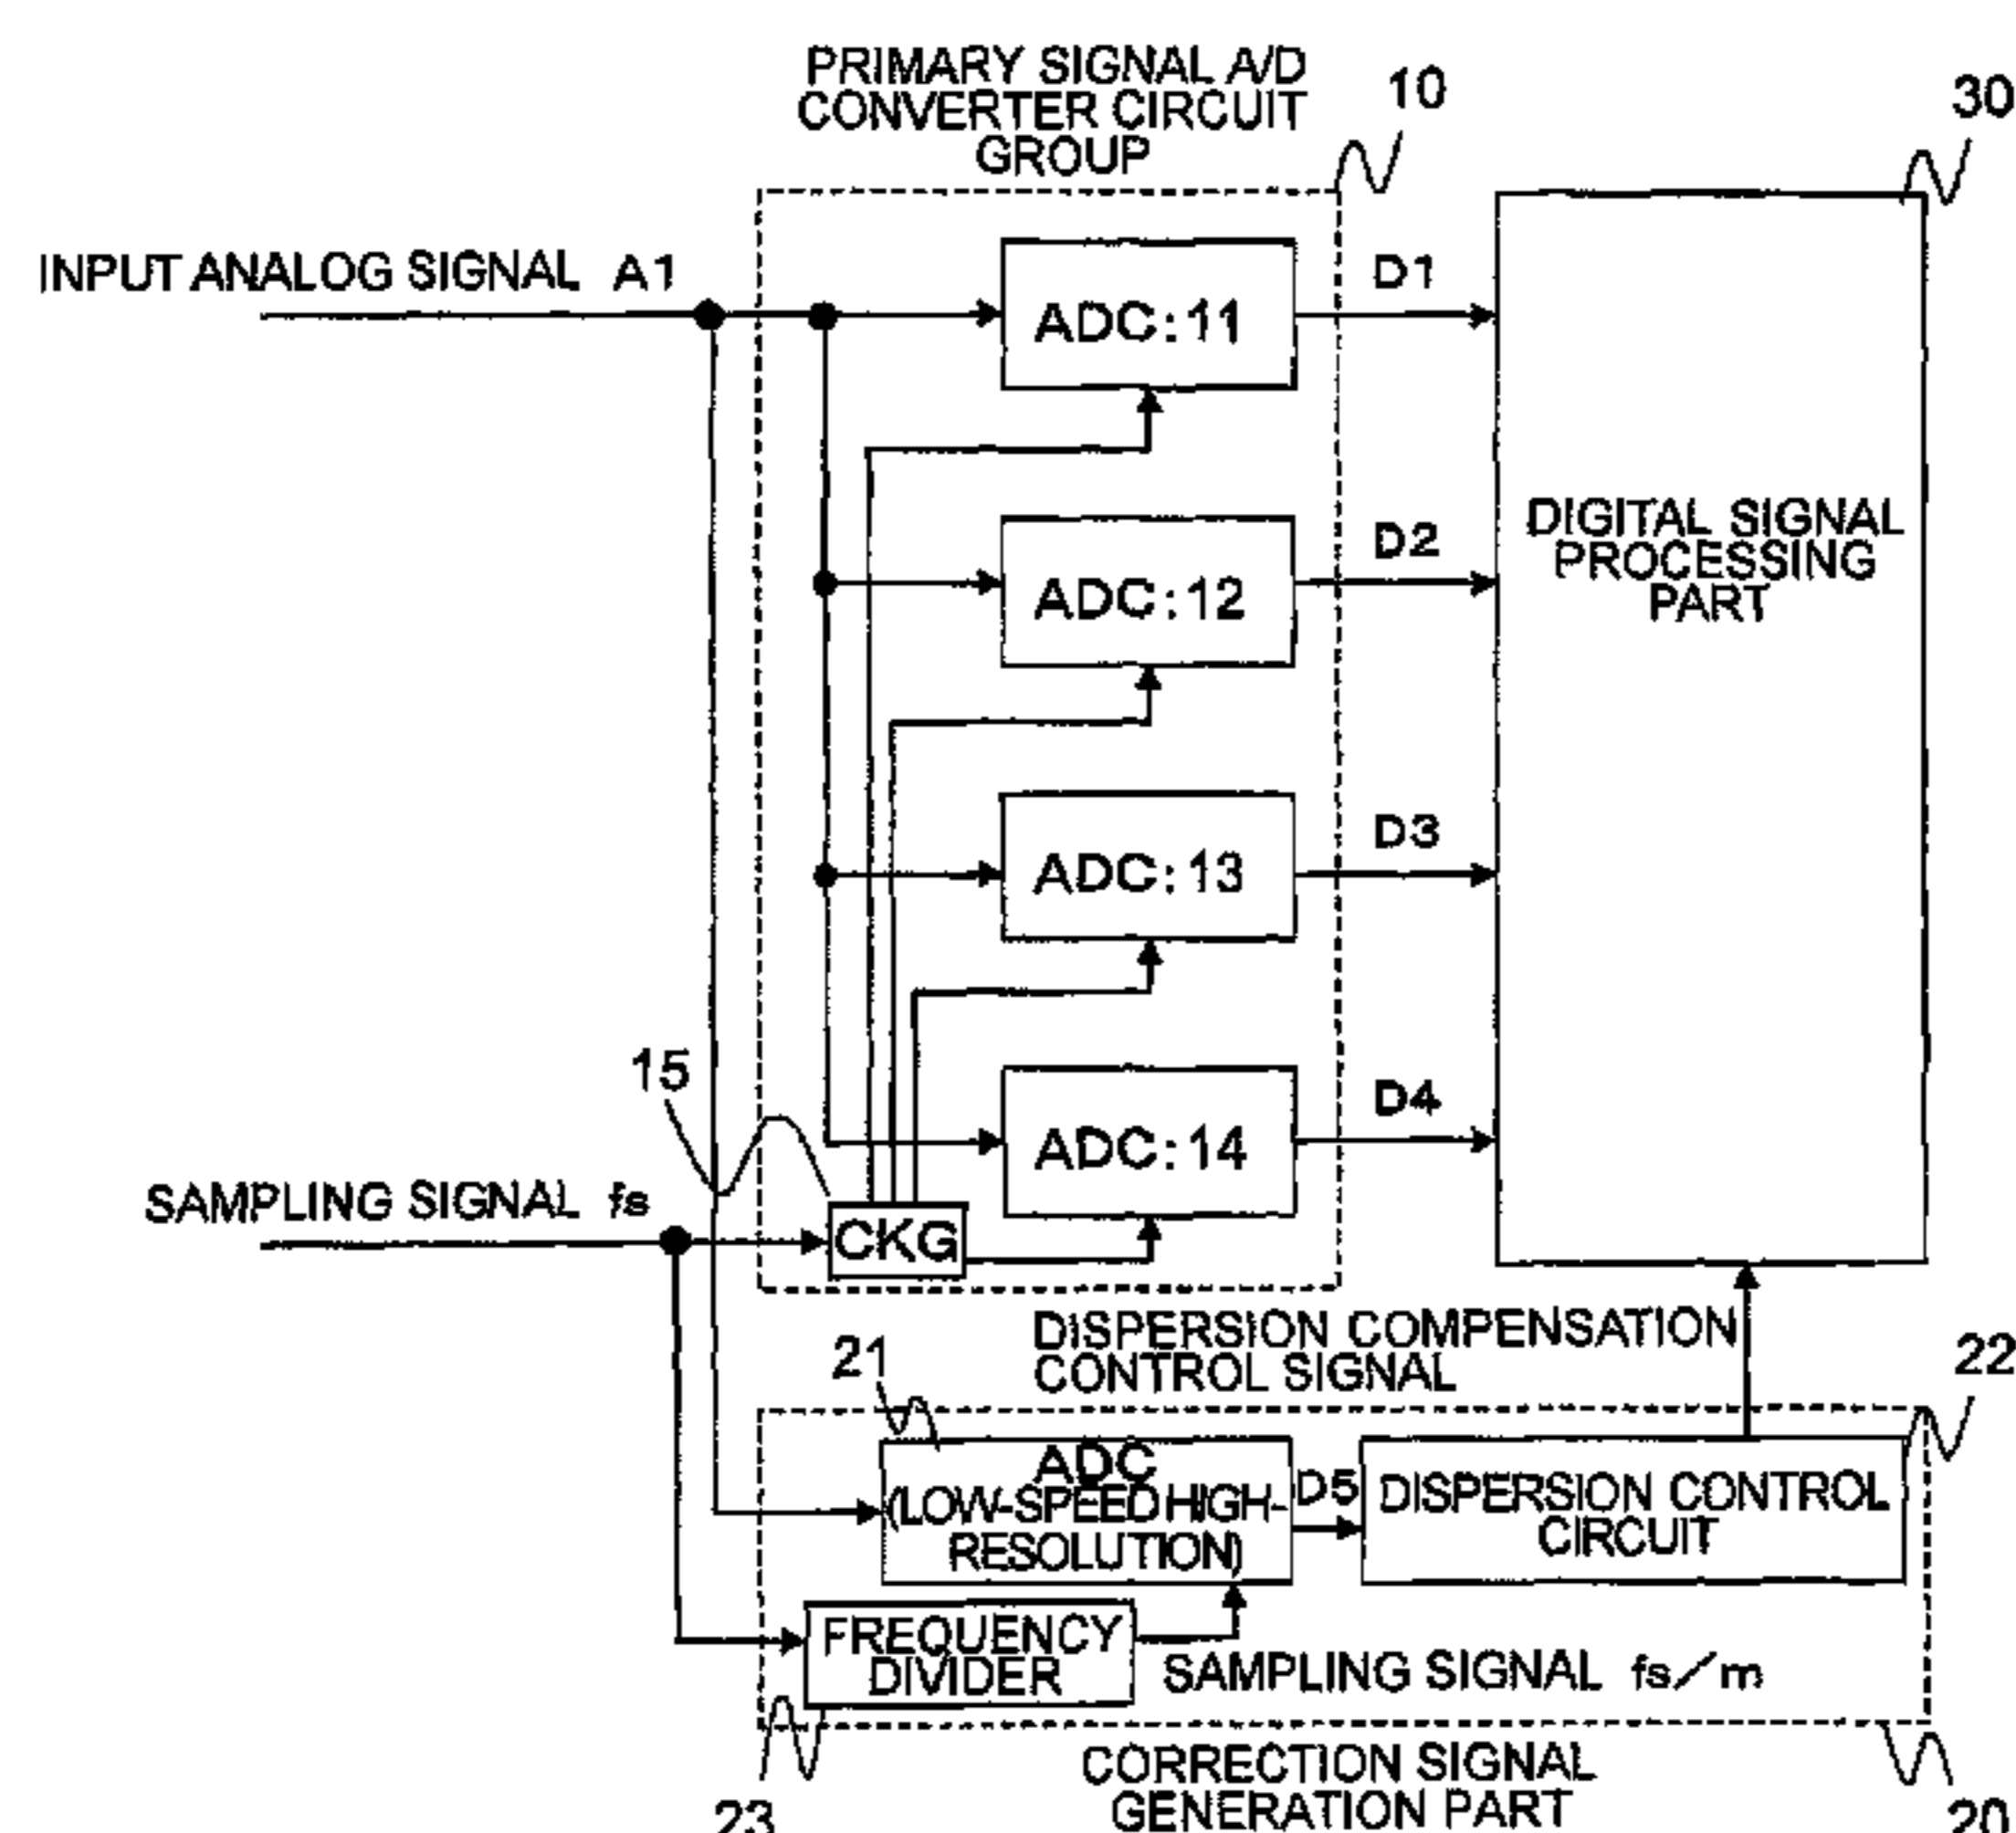 PRIMARY SIGNAL A/D
CONVERTER CIRCUIT
GROUP
10
30
INPUT ANALOG SIGNAL A1
ADC:11
D1
DIGITAL SIGNAL
PROCESSING
PART
ADC:12
D2
ADC:13
D3
15
ADC:14
D4
SAMPLING SIGNAL fs
CKG
DISPERSION COMPENSATION
CONTROL SIGNAL
21
22
ADC
(LOW-SPEED HIGH-
RESOLUTION)
D5
DISPERSION CONTROL
CIRCUIT
FREQUENCY
DIVIDER
SAMPLING SIGNAL fs/m
23
CORRECTION SIGNAL
GENERATION PART
20